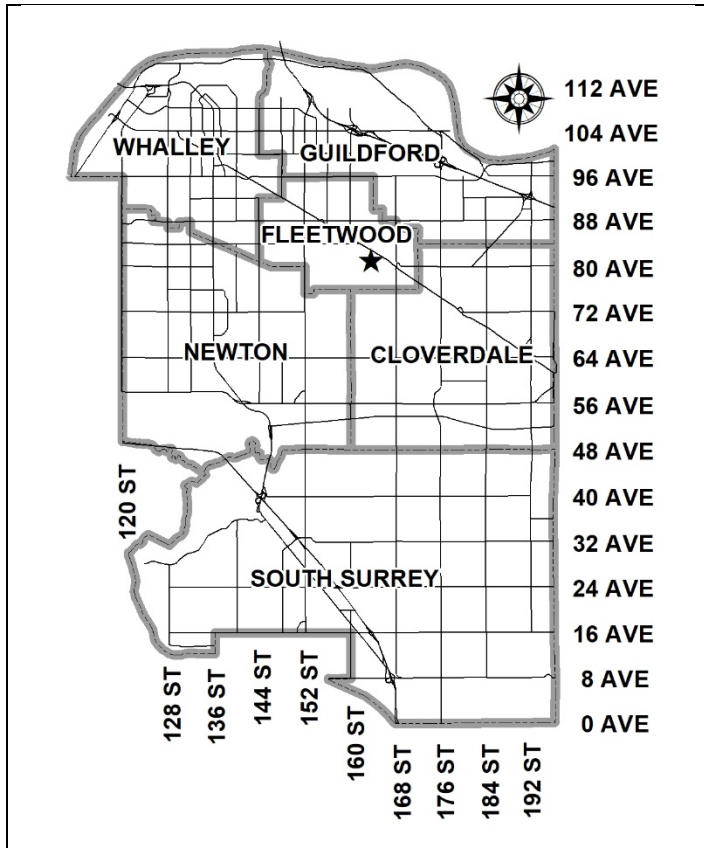 112 AVE
104 AVE
WHALLEY
GUILDFORD
96 AVE
88 AVE
FLEETWOOD
80 AVE
72 AVE
NEWTON
CLOVERDALE
64 AVE
56 AVE
48 AVE
120 ST
40 AVE
32 AVE
SOUTH SURREY
24 AVE
16 AVE
8 AVE
0 AVE
128 ST
136 ST
144 ST
152 ST
160 ST
168 ST
176 ST
184 ST
192 ST